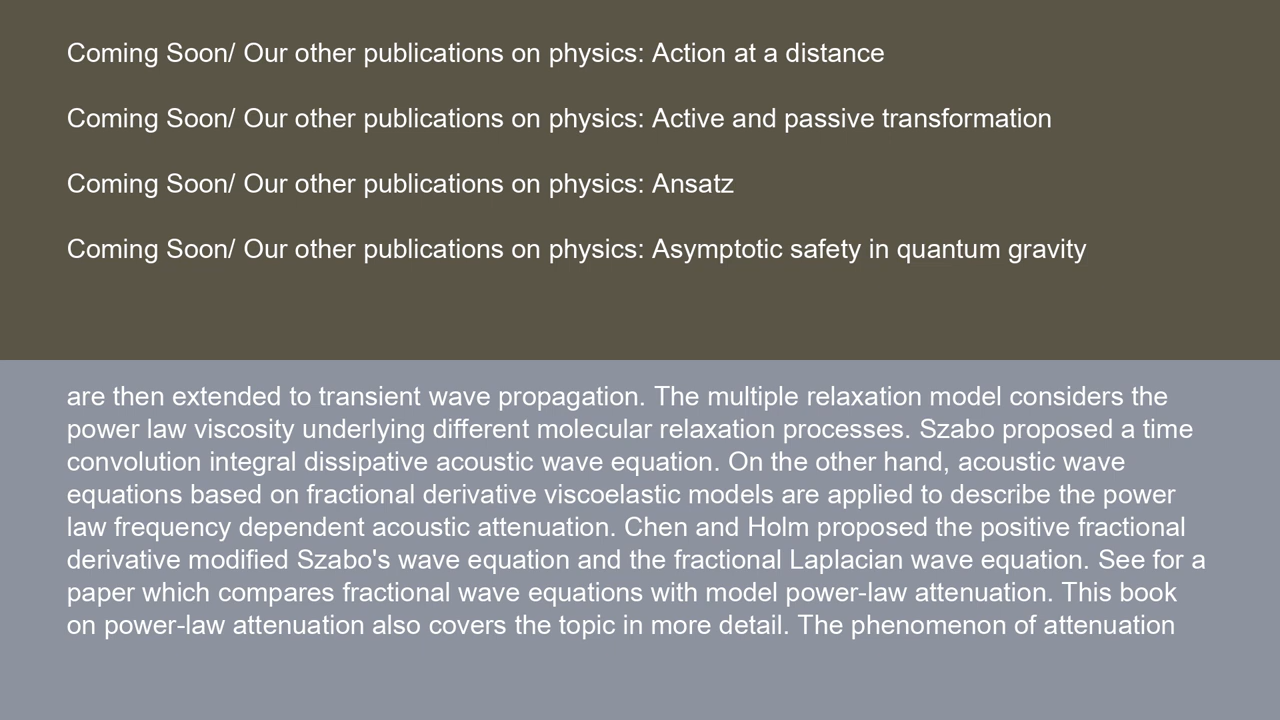 Coming Soon/ Our other publications on physics: Action at a distance
Coming Soon/ Our other publications on physics: Active and passive transformation
Coming Soon/ Our other publications on physics: Ansatz
Coming Soon/ Our other publications on physics: Asymptotic safety in quantum gravity
are then extended to transient wave propagation. The multiple relaxation model considers the
power law viscosity underlying different molecular relaxation processes. Szabo proposed a time
convolution integral dissipative acoustic wave equation. On the other hand, acoustic wave
equations based on fractional derivative viscoelastic models are applied to describe the power
law frequency dependent acoustic attenuation. Chen and Holm proposed the positive fractional
derivative modified Szabo's wave equation and the fractional Laplacian wave equation. See for a
paper which compares fractional wave equations with model power-law attenuation. This book
on power-law attenuation also covers the topic in more detail. The phenomenon of attenuation